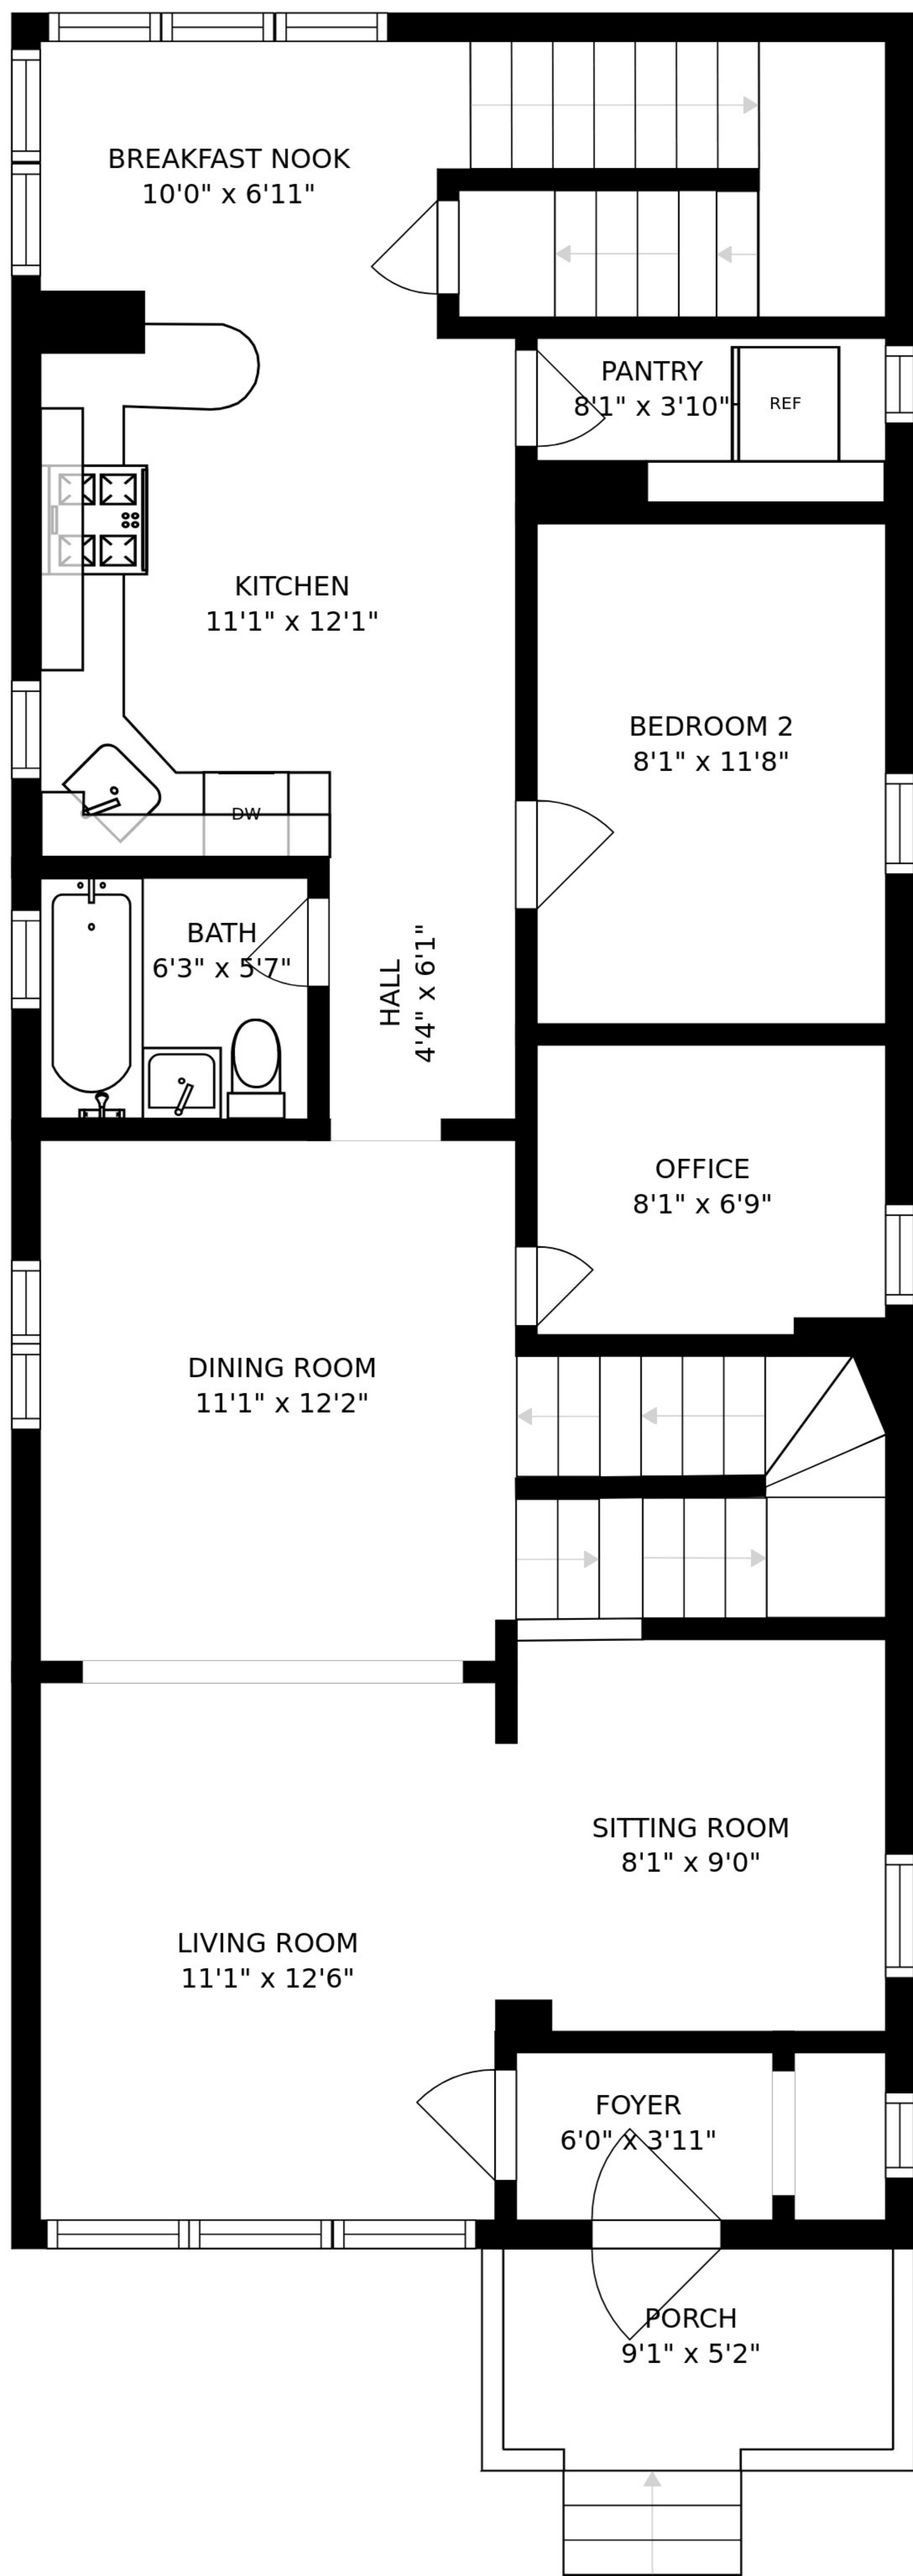 BREAKFAST NOOK
10'0" x 6'11"
PANTRY
8'1" x 3'10"
REF
KITCHEN
11'1" x 12'1"
BEDROOM 2
8'1" x 11'8"
DW
BATH
6'3" x 5'7"
HALL
4'4" x 6'1"
OFFICE
8'1" x 6'9"
DINING ROOM
11'1" x 12'2"
SITTING ROOM
8'1" x 9'0"
LIVING ROOM
11'1" x 12'6"
FOYER
6'0" x 3'11"
PORCH
9'1" x 5'2"